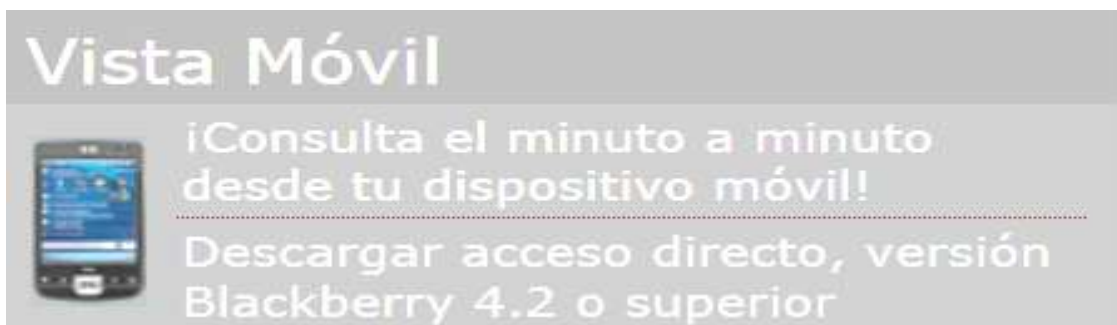 Vista Móvil
¡Consulta el minuto a minuto
desde tu dispositivo móvil!
Descargar acceso directo, versión
Blackberry 4.2 o superior